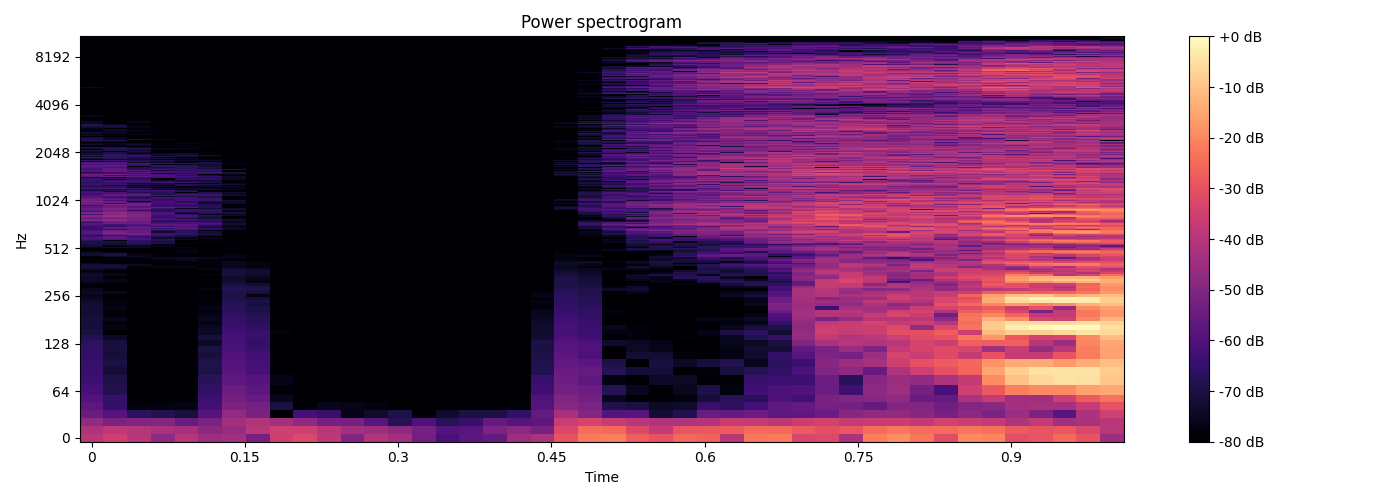 Power spectrogram
Hz
8192
4096
2048
1024
512
256
128
64
0
0 0.15 0.3 0.45 0.6 0.75 0.9
Time
+0 dB
-10 dB
-20 dB
-30 dB
-40 dB
-50 dB
-60 dB
-70 dB
-80 dB